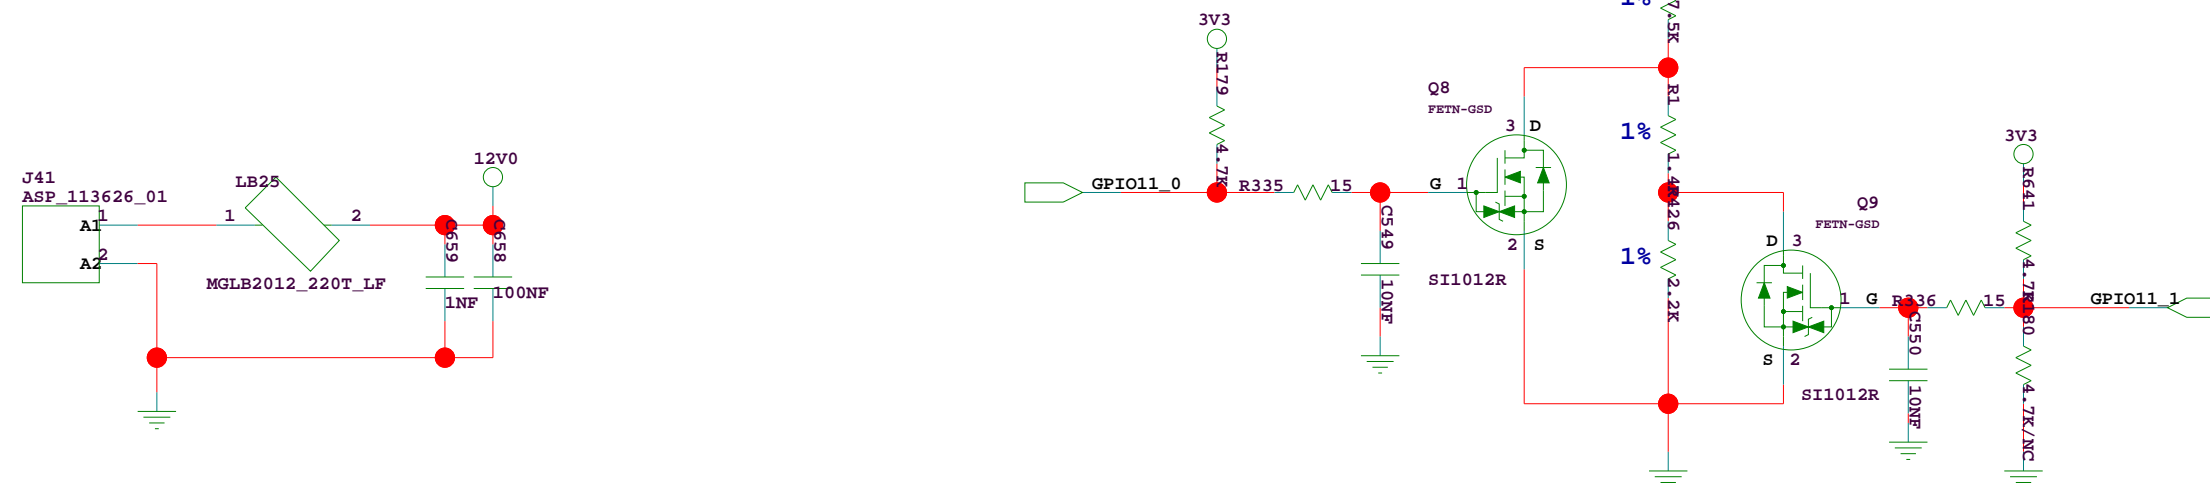 J41
ASP_113626_01
A1
1
A2
2
LB25
1
2
MGLB2012_220T_LF
12V0
C659
1NF
C658
100NF
3V3
R179
4.7K
GPIO11_0
R335
15
C549
10NF
Q8
FETN-GSD
3
D
G
1
2
S
SI1012R
1%
7.5K
R1
1%
1.4K
R426
1%
2.2K
Q9
FETN-GSD
D
3
1
G
S
2
SI1012R
R336
15
C550
10NF
3V3
R641
4.7K
R180
4.7K/NC
GPIO11_1